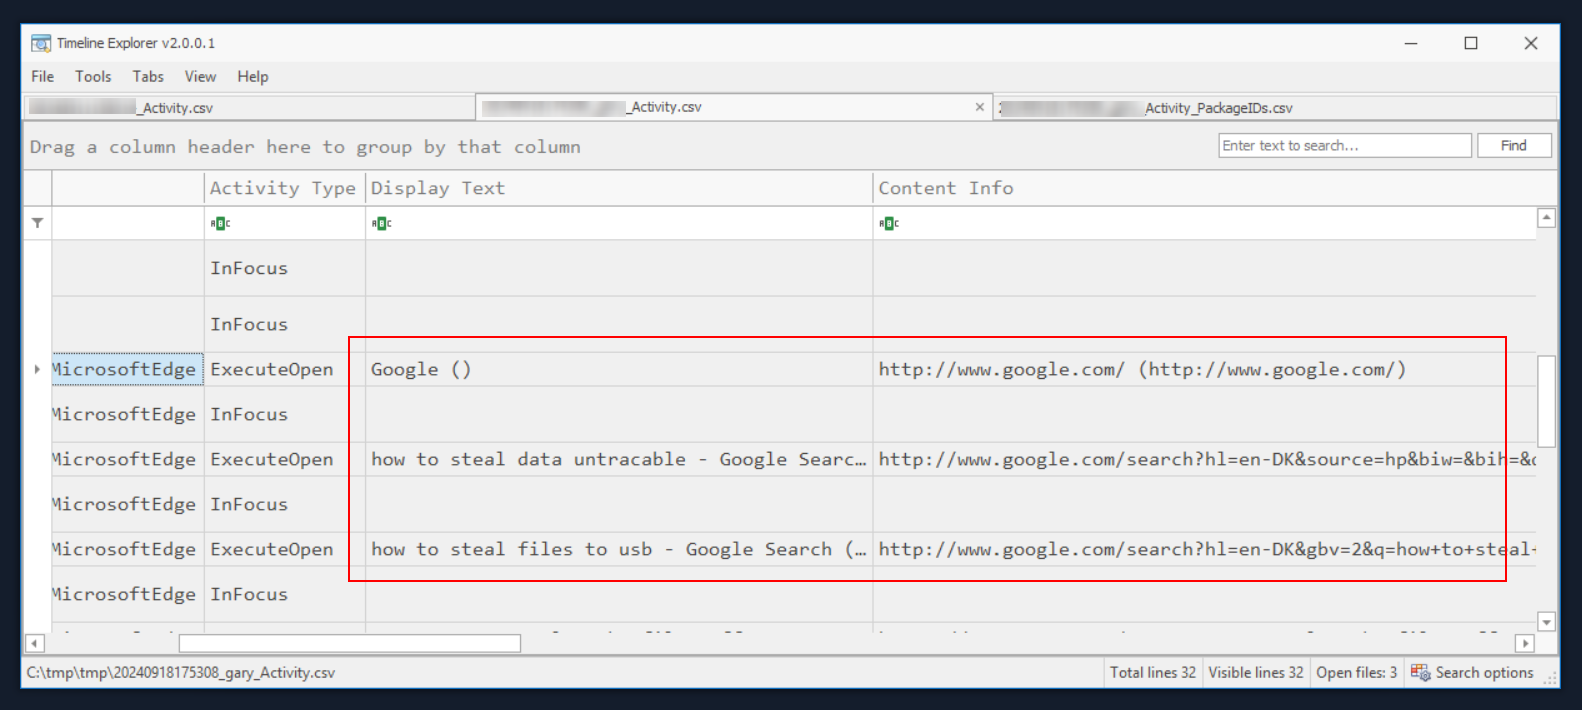 Timeline Explorer v2.0.0.1
File Tools Tabs View Help
_Activity.csv _Activity.csv Activity_PackageIDs.csv
Drag a column header here to group by that column Enter text to search... Find
Activity Type Display Text Content Info
InFocus
InFocus
MicrosoftEdge ExecuteOpen Google () http://www.google.com/ (http://www.google.com/)
MicrosoftEdge InFocus
MicrosoftEdge ExecuteOpen how to steal data untracable - Google Searc... http://www.google.com/search?hl=en-DK&source=hp&biw=&bih=&
MicrosoftEdge InFocus
MicrosoftEdge ExecuteOpen how to steal files to usb - Google Search (... http://www.google.com/search?hl=en-DK&gbv=2&q=how+to+steal+
MicrosoftEdge InFocus
C:\tmp\tmp\20240918175308_gary_Activity.csv Total lines 32 Visible lines 32 Open files: 3 Search options